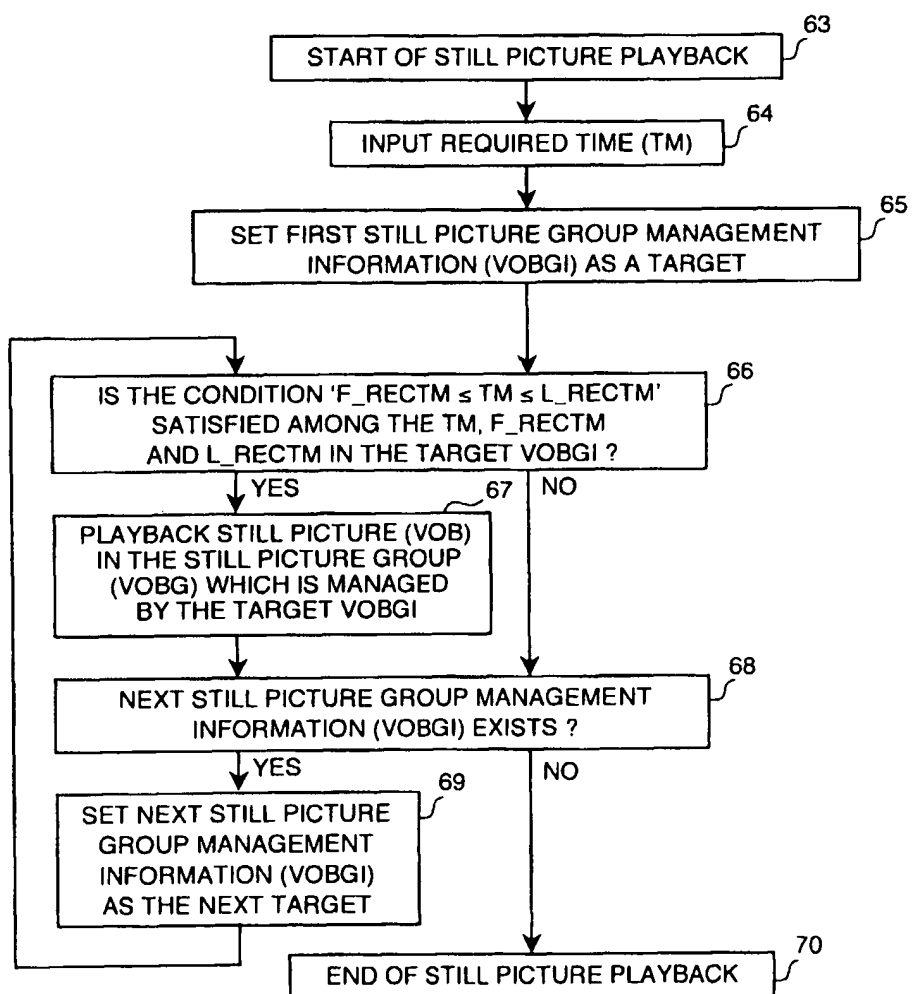 63
START OF STILL PICTURE PLAYBACK
64
INPUT REQUIRED TIME (TM)
65
SET FIRST STILL PICTURE GROUP MANAGEMENT
INFORMATION (VOBGI) AS A TARGET
66
IS THE CONDITION 'F_RECTM ≤ TM ≤ L_RECTM'
SATISFIED AMONG THE TM, F_RECTM
AND L_RECTM IN THE TARGET VOBGI ?
YES
67
NO
PLAYBACK STILL PICTURE (VOB)
IN THE STILL PICTURE GROUP
(VOBG) WHICH IS MANAGED
BY THE TARGET VOBGI
68
NEXT STILL PICTURE GROUP MANAGEMENT
INFORMATION (VOBGI) EXISTS ?
YES
69
NO
SET NEXT STILL PICTURE
GROUP MANAGEMENT
INFORMATION (VOBGI)
AS THE NEXT TARGET
70
END OF STILL PICTURE PLAYBACK